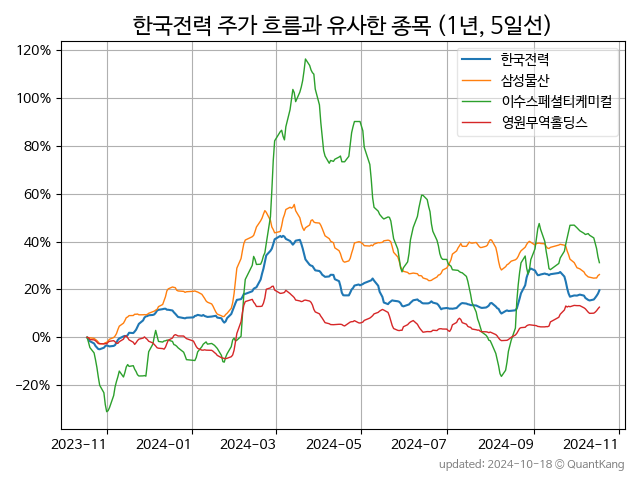 한국전력 주가 흐름과 유사한 종목 (1년, 5일선)
120%
100%
80%
60%
40%
20%
0%
−20%
한국전력
삼성물산
이수스페셜티케미컬
영원무역홀딩스
2023-11
2024-01
2024-03
2024-05
2024-07
2024-09
2024-11
updated: 2024-10-18 © QuantKang